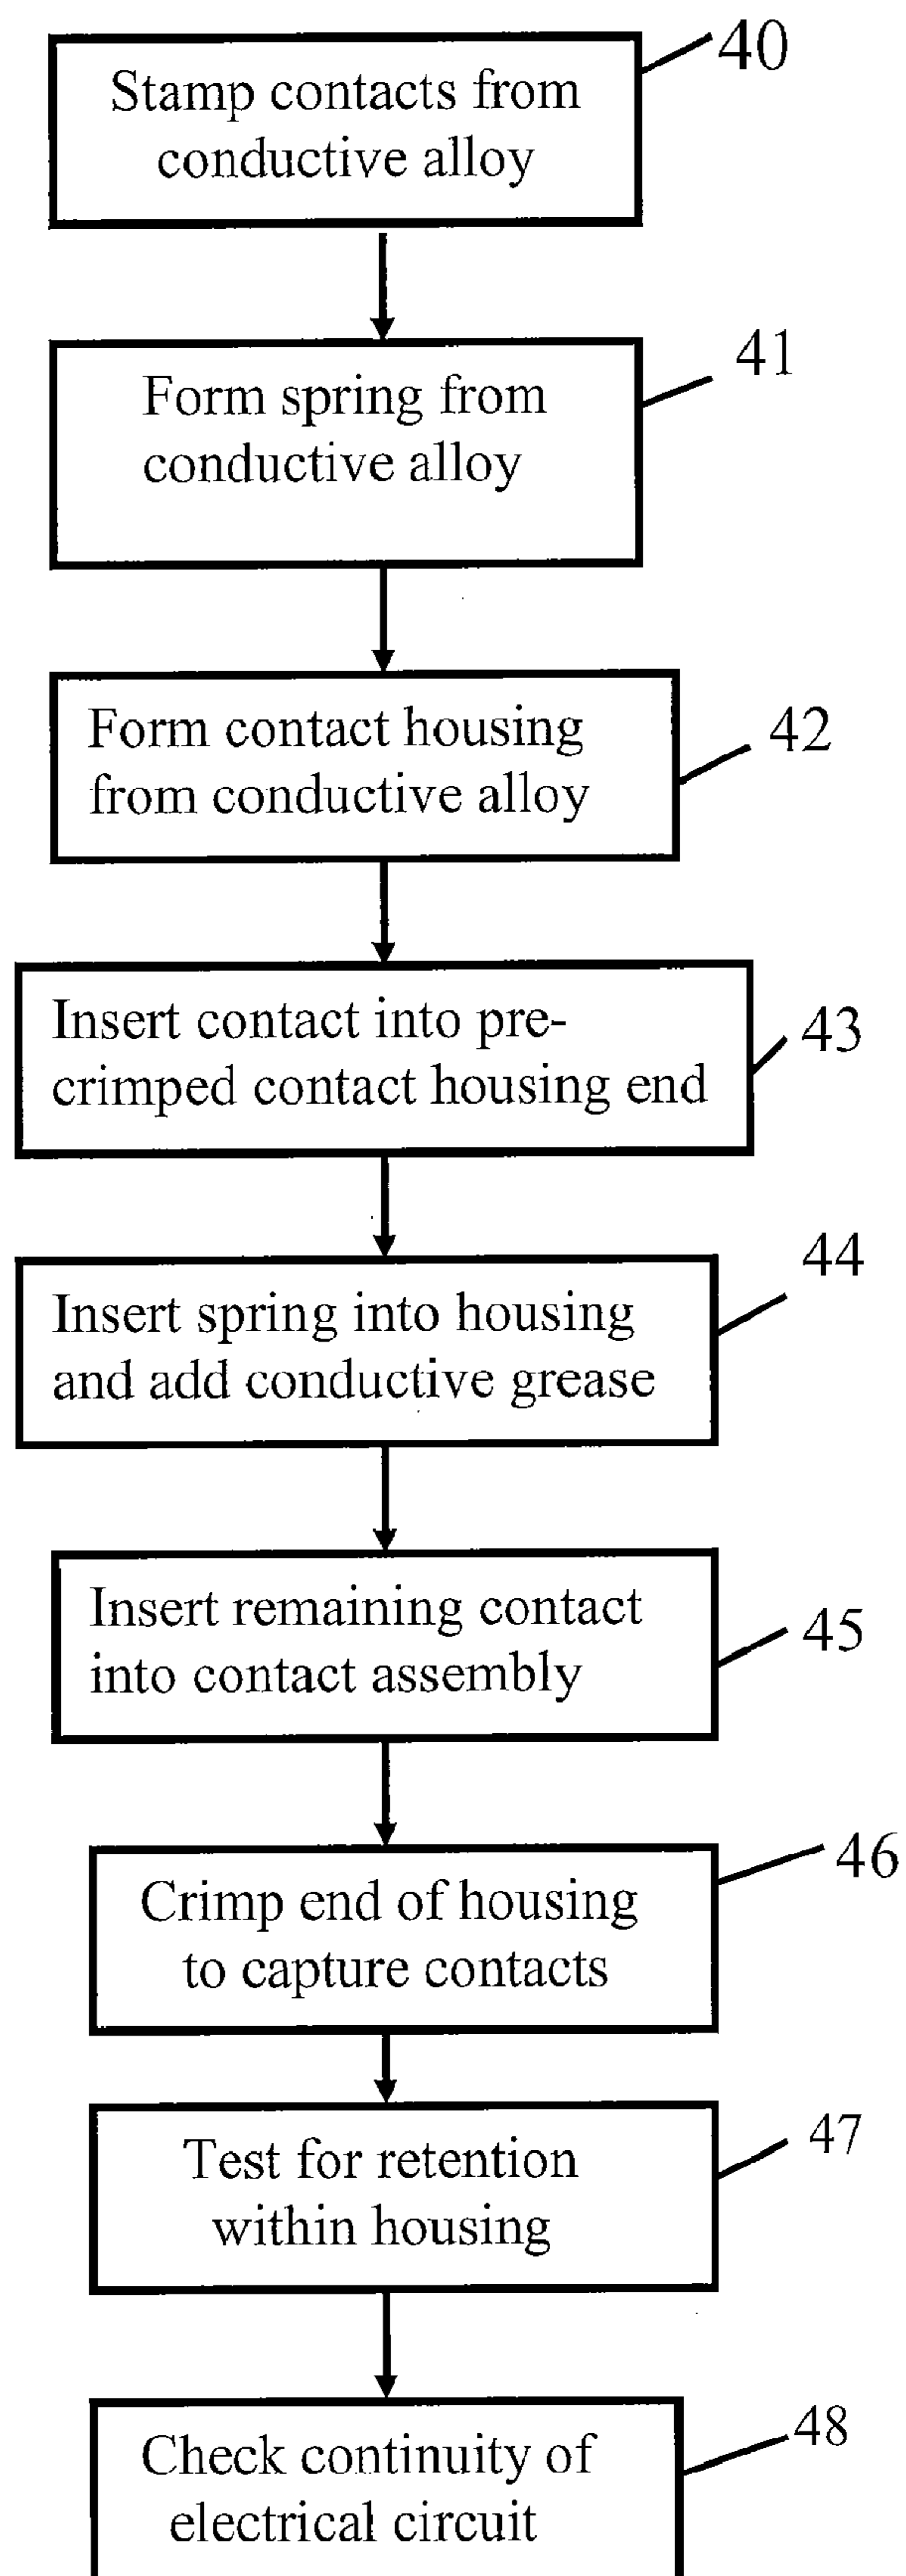 40
Stamp contacts from
conductive alloy
41
Form spring from
conductive alloy
42
Form contact housing
from conductive alloy
43
Insert contact into pre-
crimped contact housing end
44
Insert spring into housing
and add conductive grease
45
Insert remaining contact
into contact assembly
46
Crimp end of housing
to capture contacts
47
Test for retention
within housing
48
Check continuity of
electrical circuit